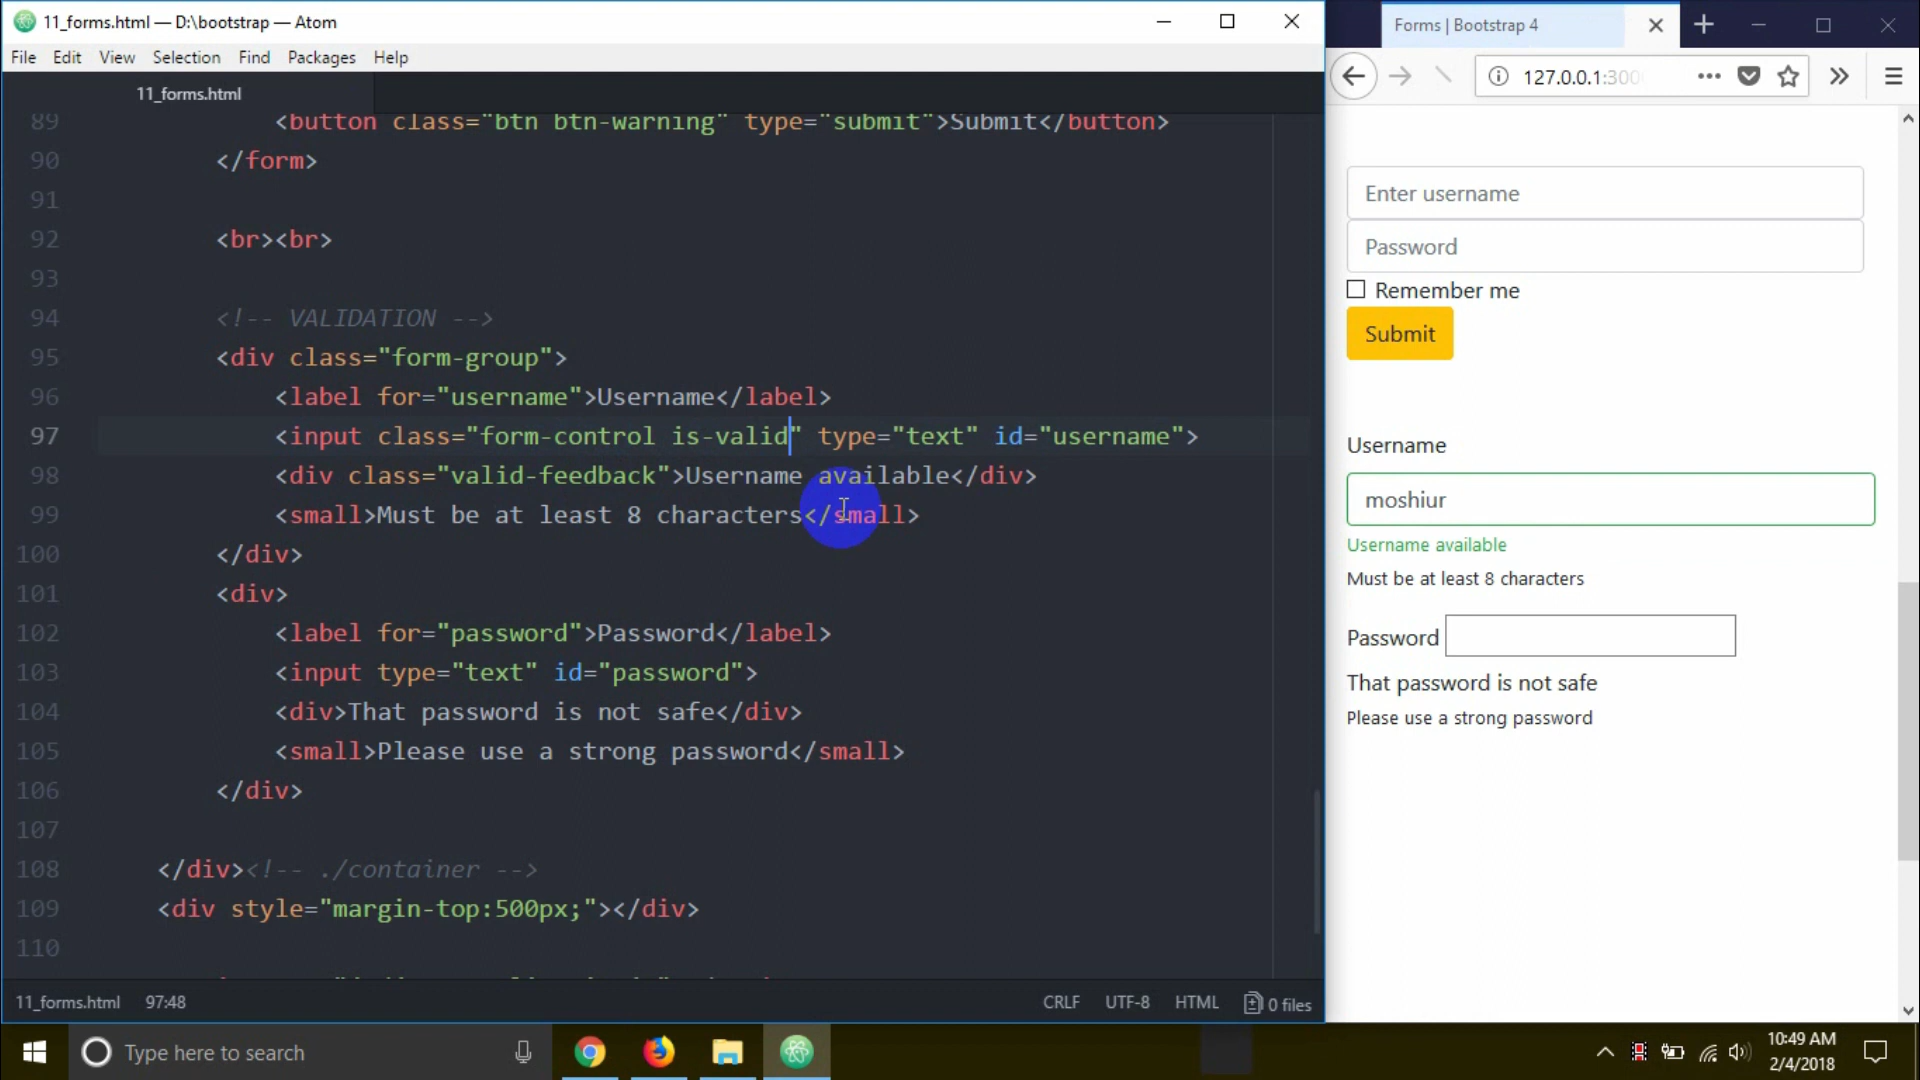 11_forms.html — D:\bootstrap — Atom
File Edit View Selection Find Packages Help
11_forms.html
89 <button class="btn btn-warning" type="submit">Submit</button>
90 </form>
91
92 <br><br>
93
94 <!-- VALIDATION -->
95 <div class="form-group">
96 <label for="username">Username</label>
97 <input class="form-control is-valid" type="text" id="username">
98 <div class="valid-feedback">Username available</div>
99 <small>Must be at least 8 characters</small>
100 </div>
101 <div>
102 <label for="password">Password</label>
103 <input type="text" id="password">
104 <div>That password is not safe</div>
105 <small>Please use a strong password</small>
106 </div>
107
108 </div><!-- ./container -->
109 <div style="margin-top:500px;"></div>
110
11_forms.html 97:48 CRLF UTF-8 HTML 0 files
Forms | Bootstrap 4
127.0.0.1:300
Enter username
Password
Remember me
Submit
Username
moshiur
Username available
Must be at least 8 characters
Password
That password is not safe
Please use a strong password
Type here to search
10:49 AM
2/4/2018